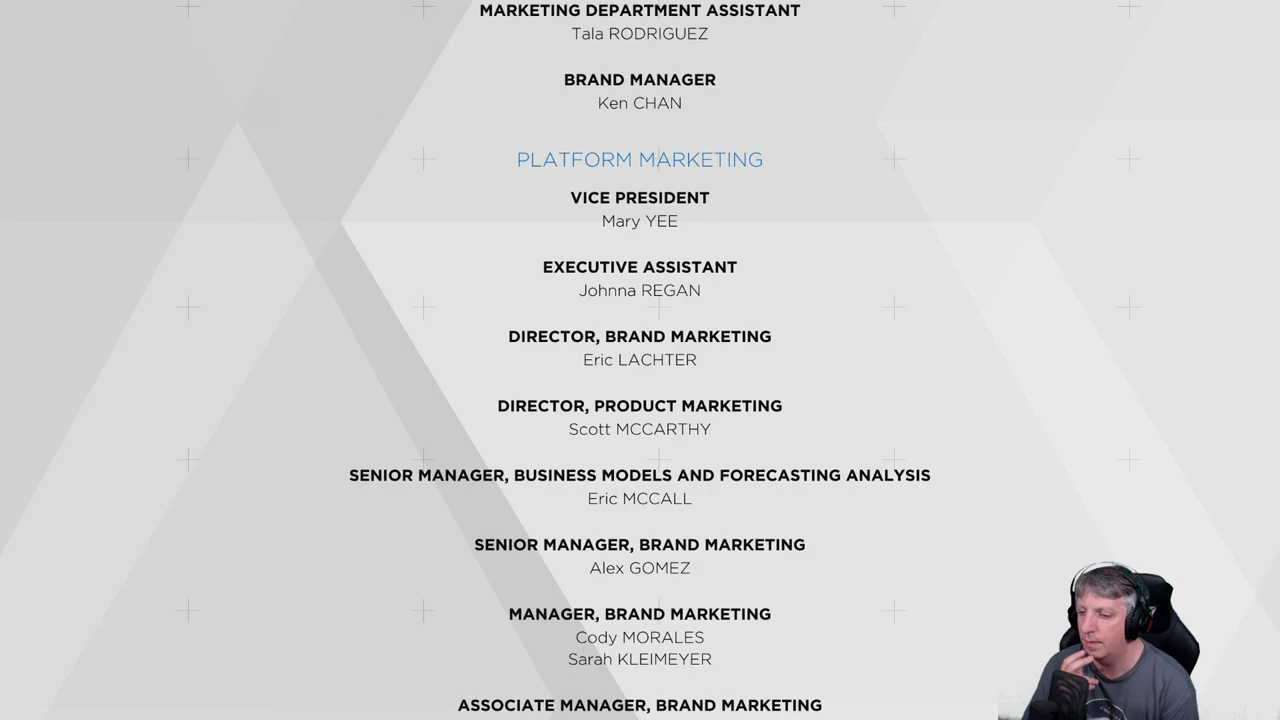 MARKETING DEPARTMENT ASSISTANT
Tala RODRIGUEZ
BRAND MANAGER
Ken CHAN
PLATFORM MARKETING
VICE PRESIDENT
Mary YEE
EXECUTIVE ASSISTANT
Johnna REGAN
DIRECTOR, BRAND MARKETING
Eric LACHTER
DIRECTOR, PRODUCT MARKETING
Scott MCCARTHY
SENIOR MANAGER, BUSINESS MODELS AND FORECASTING ANALYSIS
Eric MCCALL
SENIOR MANAGER, BRAND MARKETING
Alex GOMEZ
MANAGER, BRAND MARKETING
Cody MORALES
Sarah KLEIMEYER
ASSOCIATE MANAGER, BRAND MARKETING